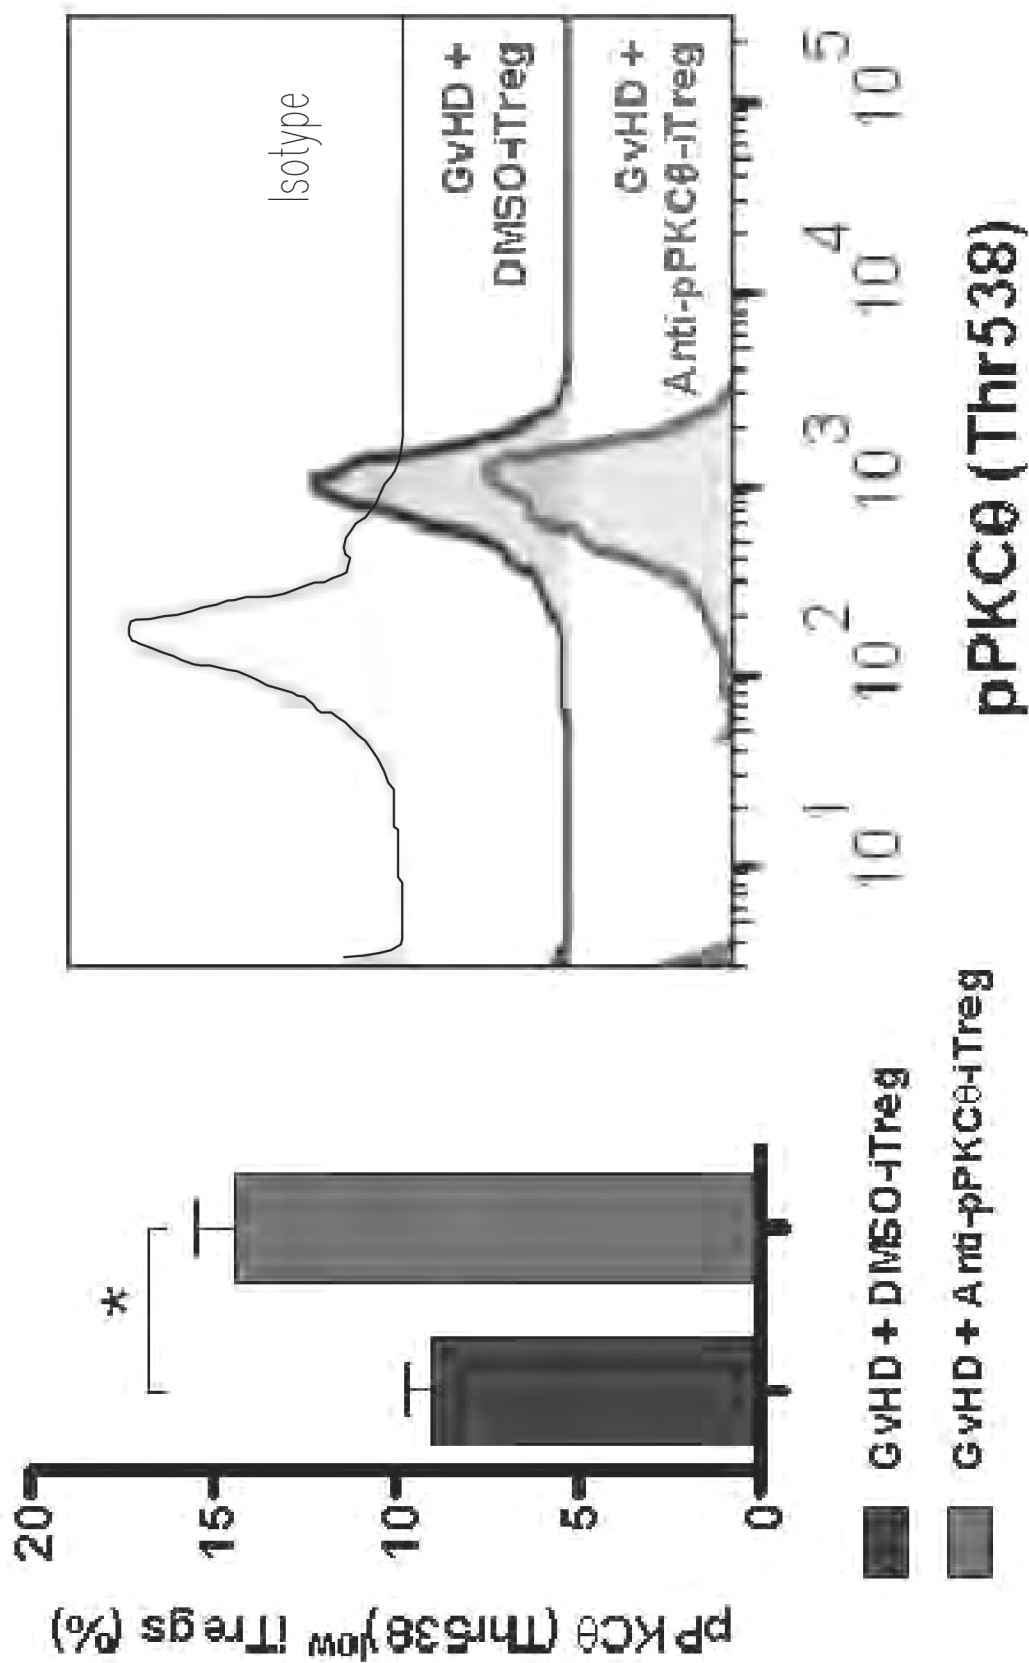 pPKCθ (Thr538)low iTregs (%)
20
15
10
5
0
*
GvHD + DMSO-iTreg
GvHD + Anti-pPKCθ-iTreg
Isotype
GvHD +
DMSO-iTreg
GvHD +
Anti-pPKCθ-iTreg
10^1 10^2 10^3 10^4 10^5
pPKCθ (Thr538)